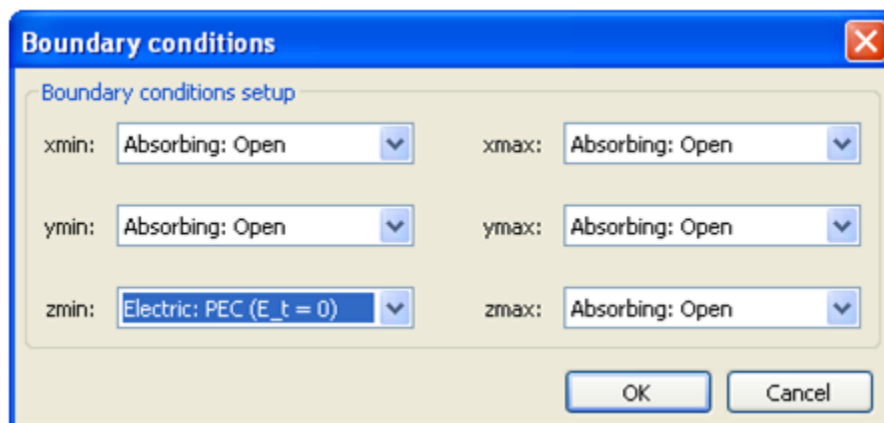 Boundary conditions
Boundary conditions setup
xmin: Absorbing: Open xmax: Absorbing: Open
ymin: Absorbing: Open ymax: Absorbing: Open
zmin: Electric: PEC (E_t = 0) zmax: Absorbing: Open
OK Cancel